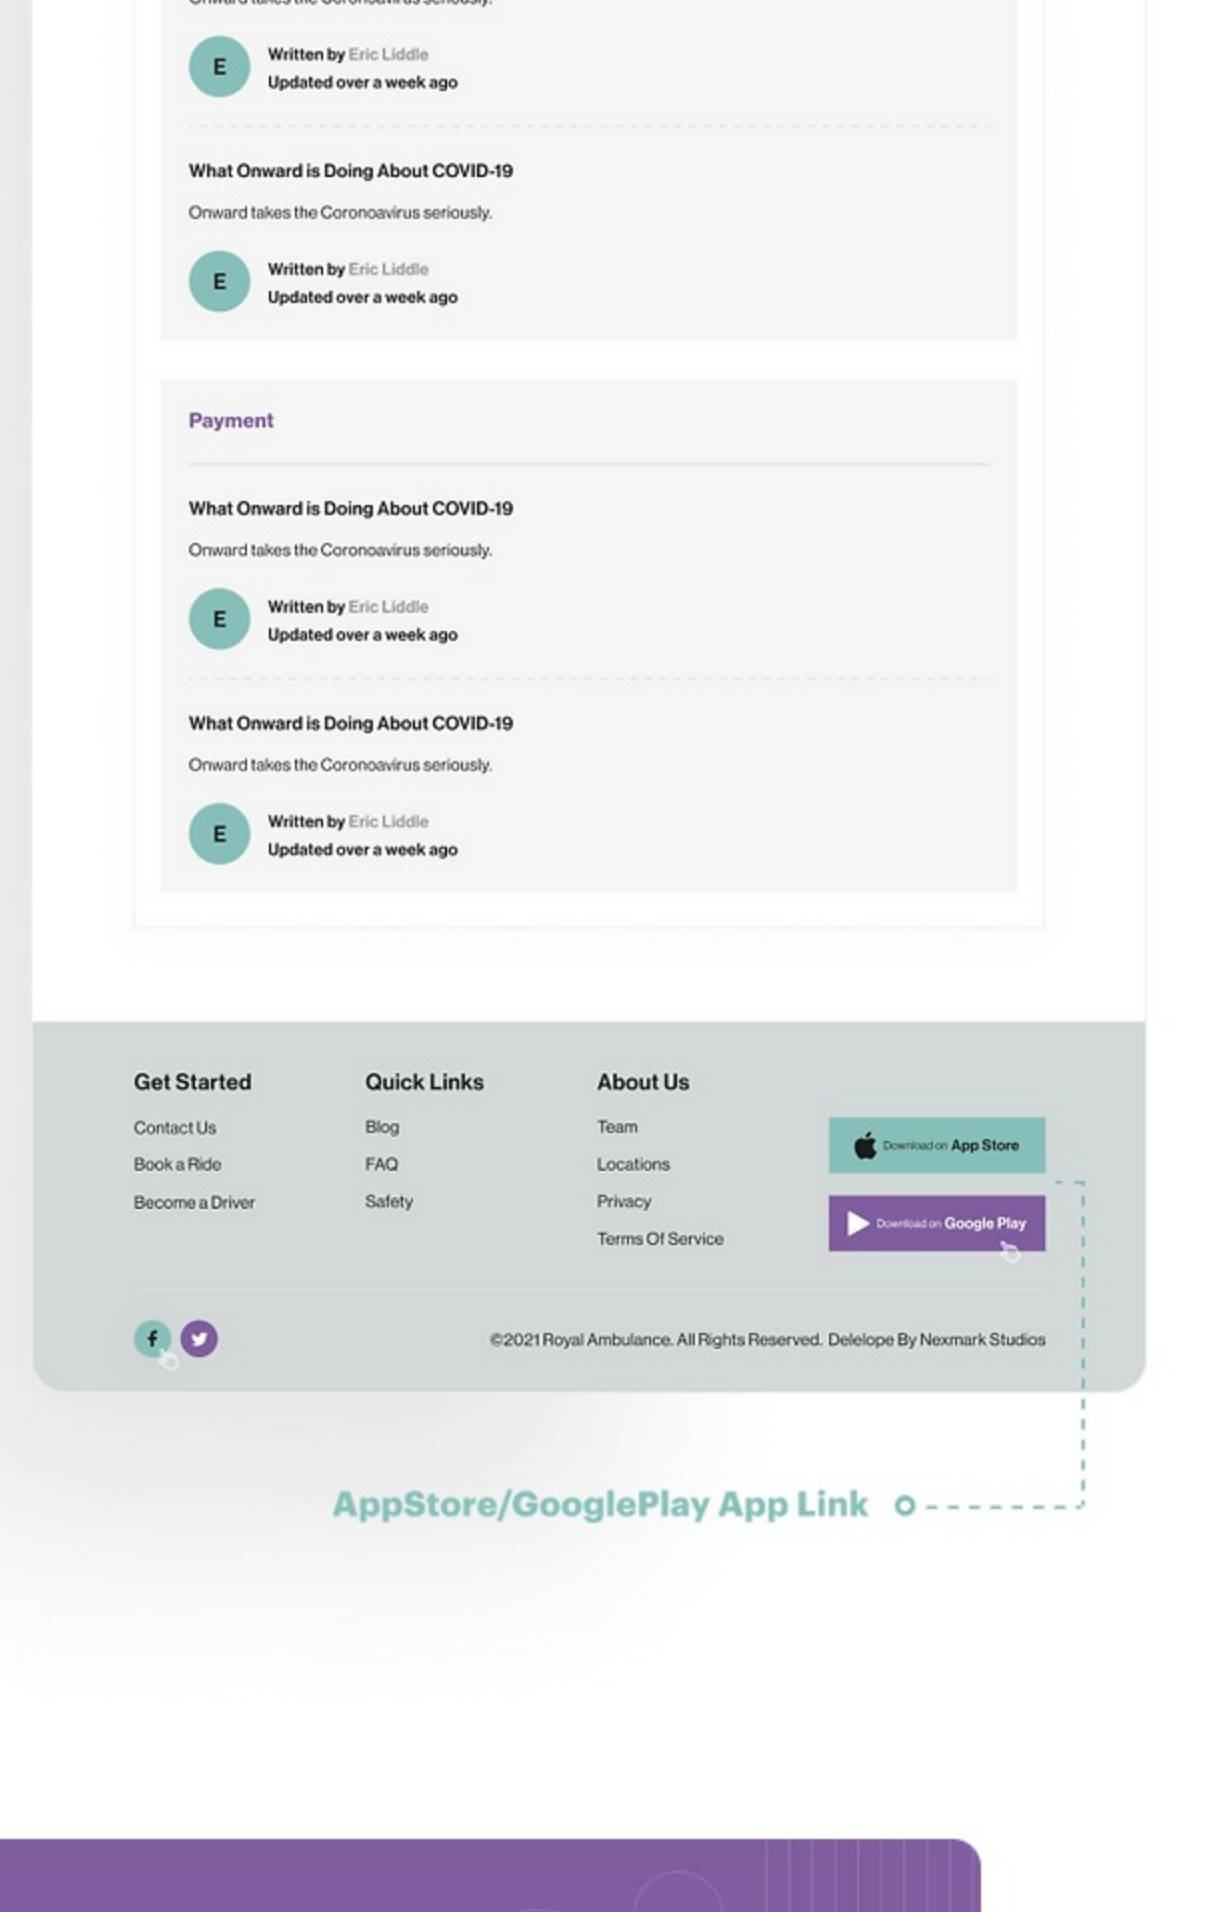 Onward takes the Coronoavirus seriously.
E
Written by Eric Liddle
Updated over a week ago
What Onward is Doing About COVID-19
Onward takes the Coronoavirus seriously.
E
Written by Eric Liddle
Updated over a week ago
Payment
What Onward is Doing About COVID-19
Onward takes the Coronoavirus seriously.
E
Written by Eric Liddle
Updated over a week ago
What Onward is Doing About COVID-19
Onward takes the Coronoavirus seriously.
E
Written by Eric Liddle
Updated over a week ago
Get Started
Contact Us
Book a Ride
Become a Driver
Quick Links
Blog
FAQ
Safety
About Us
Team
Locations
Privacy
Terms Of Service
Download on App Store
Download on Google Play
©2021 Royal Ambulance. All Rights Reserved. Delelope By Nexmark Studios
AppStore/GooglePlay App Link